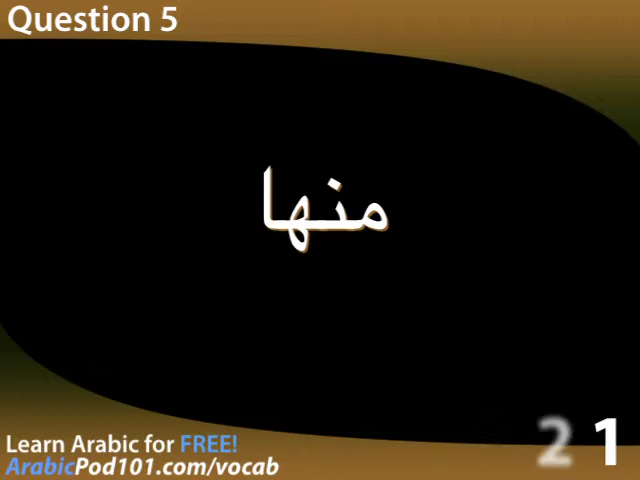 Question 5
منها
2 1
Learn Arabic for FREE!
ArabicPod101.com/vocab